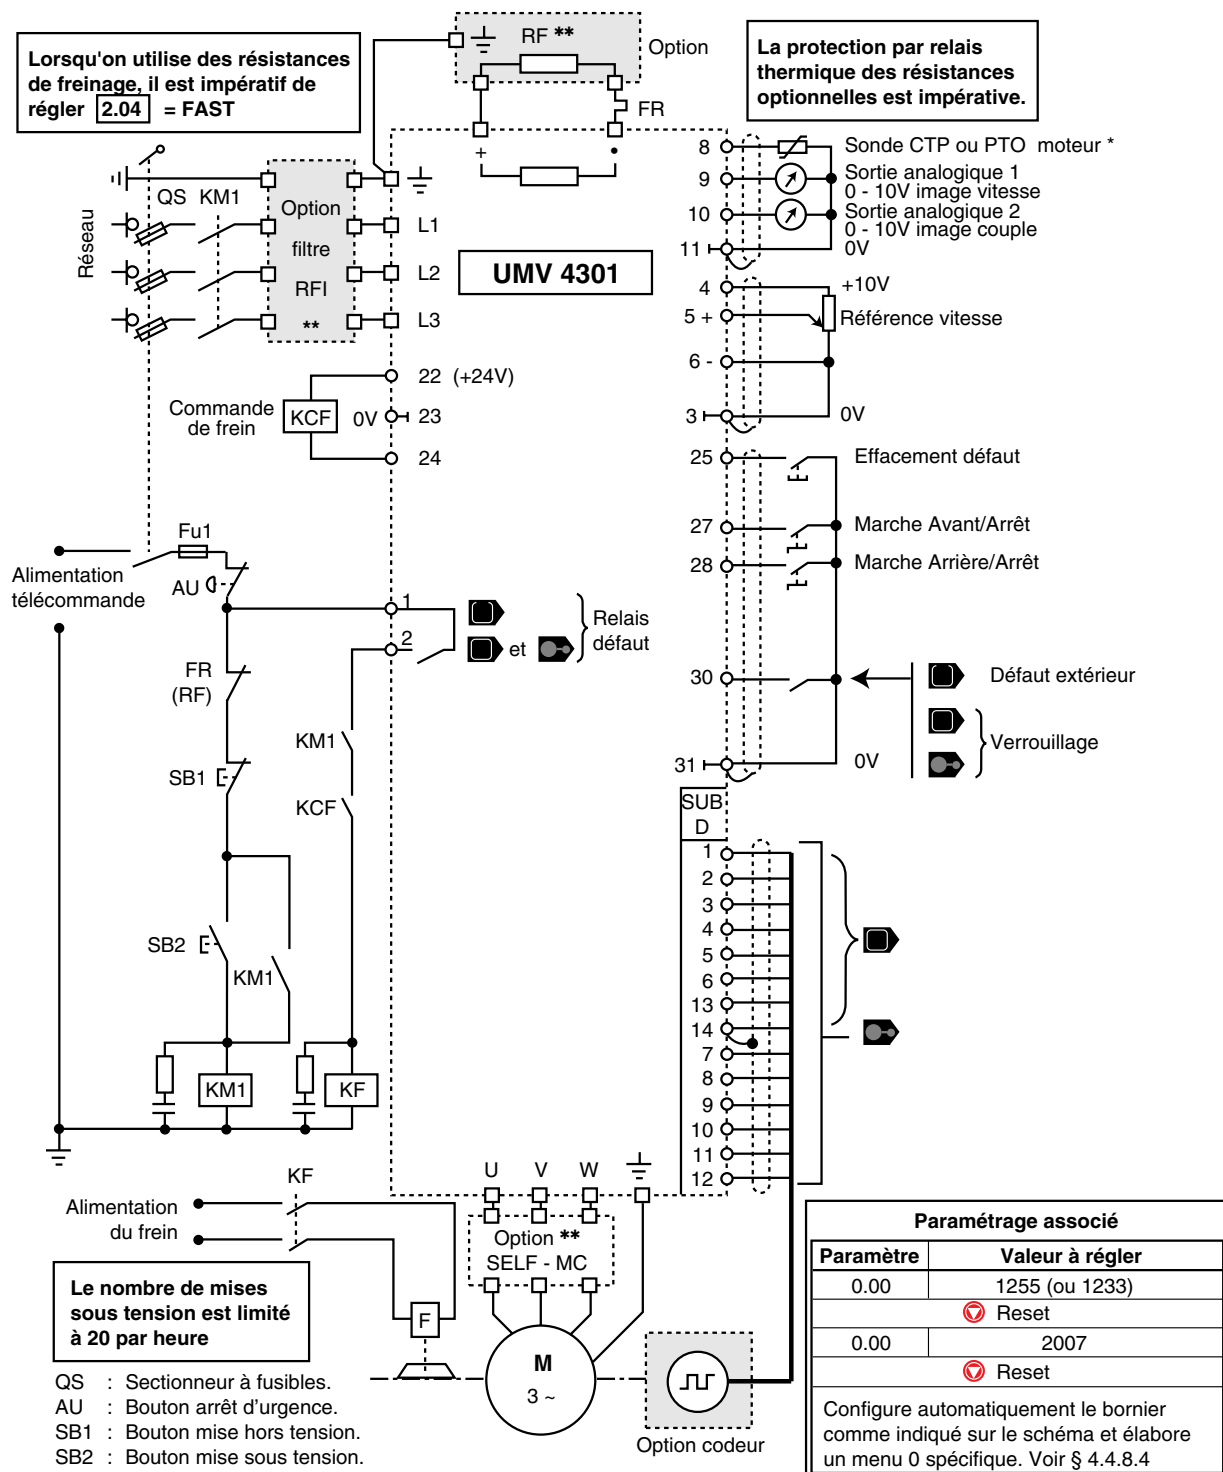 Lorsqu'on utilise des résistances
de freinage, il est impératif de
régler 2.04 = FAST
RF **
Option
FR
+
•
La protection par relais
thermique des résistances
optionnelles est impérative.
Réseau
QS
KM1
Option
filtre
RFI
**
L1
L2
L3
UMV 4301
8
Sonde CTP ou PTO moteur *
9
Sortie analogique 1
0 - 10V image vitesse
10
Sortie analogique 2
0 - 10V image couple
11
0V
4
+10V
5 +
Référence vitesse
6 -
3
0V
Commande
de frein
KCF
22 (+24V)
0V
23
24
25
Effacement défaut
27
Marche Avant/Arrêt
28
Marche Arrière/Arrêt
30
Défaut extérieur
Verrouillage
31
0V
Fu1
Alimentation
télécommande
AU
1
2
et
Relais
défaut
FR
(RF)
SB1
KM1
KCF
SB2
KM1
KM1
KF
SUB
D
1
2
3
4
5
6
13
14
7
8
9
10
11
12
U
V
W
KF
Alimentation
du frein
Option **
SELF - MC
F
M
3 ~
Option codeur
Le nombre de mises
sous tension est limité
à 20 par heure
QS : Sectionneur à fusibles.
AU : Bouton arrêt d'urgence.
SB1 : Bouton mise hors tension.
SB2 : Bouton mise sous tension.
Paramétrage associé
Paramètre Valeur à régler
0.00 1255 (ou 1233)
Reset
0.00 2007
Reset
Configure automatiquement le bornier
comme indiqué sur le schéma et élabore
un menu 0 spécifique. Voir § 4.4.8.4